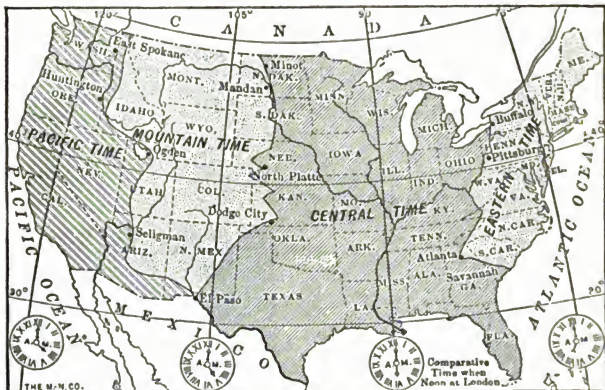 C A N A D A
105°
90
WASH.
East Spokane
Huntington
ORE.
MONT.
Minot
N. DAK.
Mandan
MINN.
S. DAK.
IDAHO
WYO.
WIS.
MICH.
ME.
N.Y.
Buffalo
PENN.
Pittsburg
PACIFIC TIME
MOUNTAIN TIME
Ogden
NEB.
North Platte
IOWA
ILL.
IND.
OHIO
W. VA.
VA.
DEL.
40
NEV.
CAL.
UTAH
COL.
Dodge City
KAN.
MO.
CENTRAL TIME
KY.
EASTERN TIME
N. CAR.
S. CAR.
Seligman
ARIZ.
N. MEX.
OKLA.
ARK.
TENN.
Atlanta
Savannah
GA.
MISS.
ALA.
El Paso
TEXAS
LA.
FLA.
PACIFIC OCEAN
ATLANTIC OCEAN
M E X I C O
30°
A.M.
A.M.
A.M.
A.M.
Comparative
Time when
Noon at London
THE M.-N. CO.